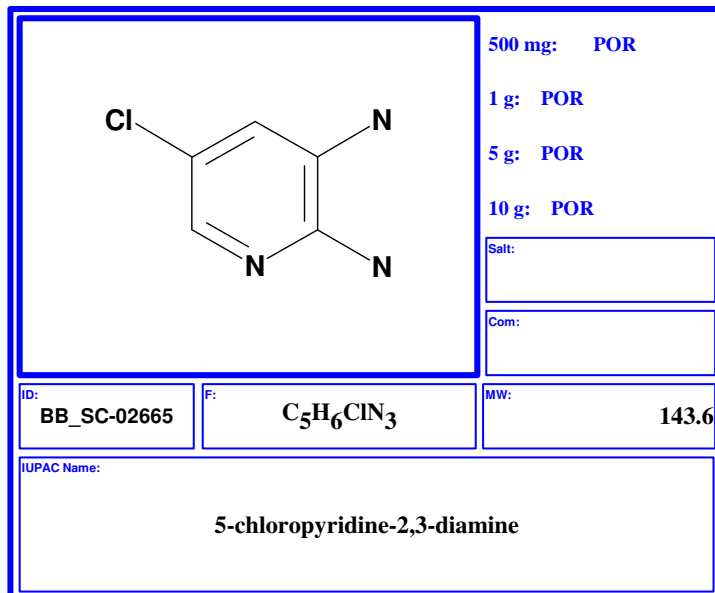 500 mg: POR
1 g: POR
5 g: POR
10 g: POR
Cl
N
N
N
Salt:
Com:
ID:
BB_SC-02665
F:
C5H6ClN3
MW:
143.6
IUPAC Name:
5-chloropyridine-2,3-diamine